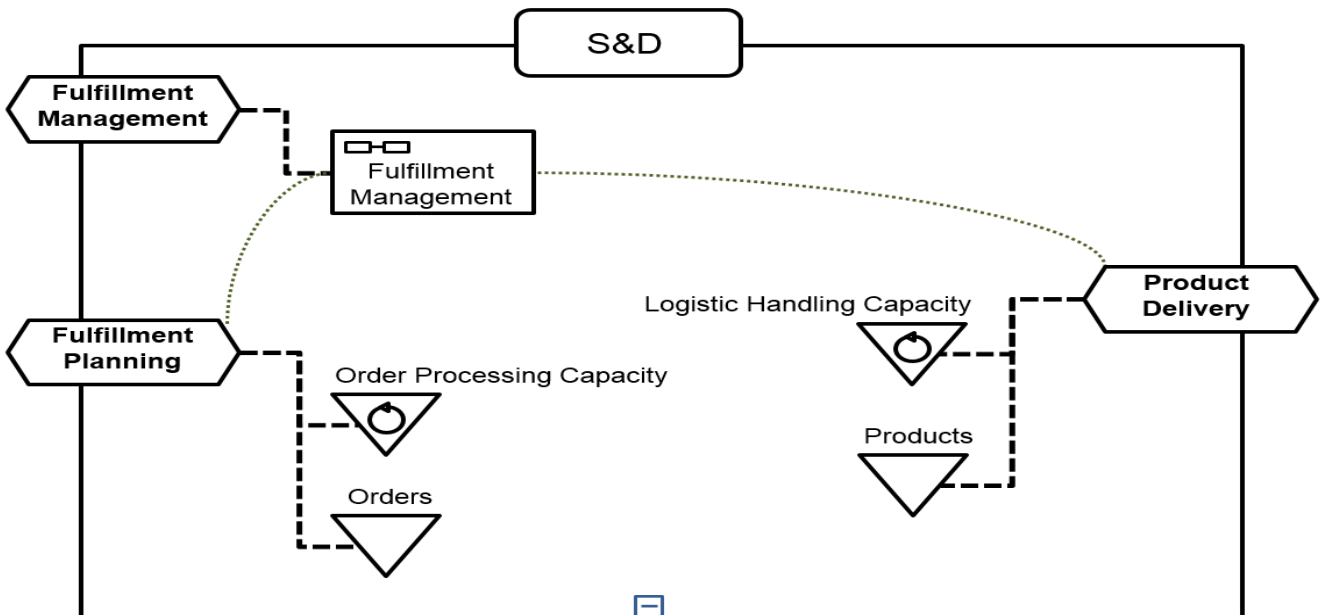 S&D
Fulfillment
Management
Fulfillment
Management
Product
Delivery
Logistic Handling Capacity
Fulfillment
Planning
Order Processing Capacity
Products
Orders